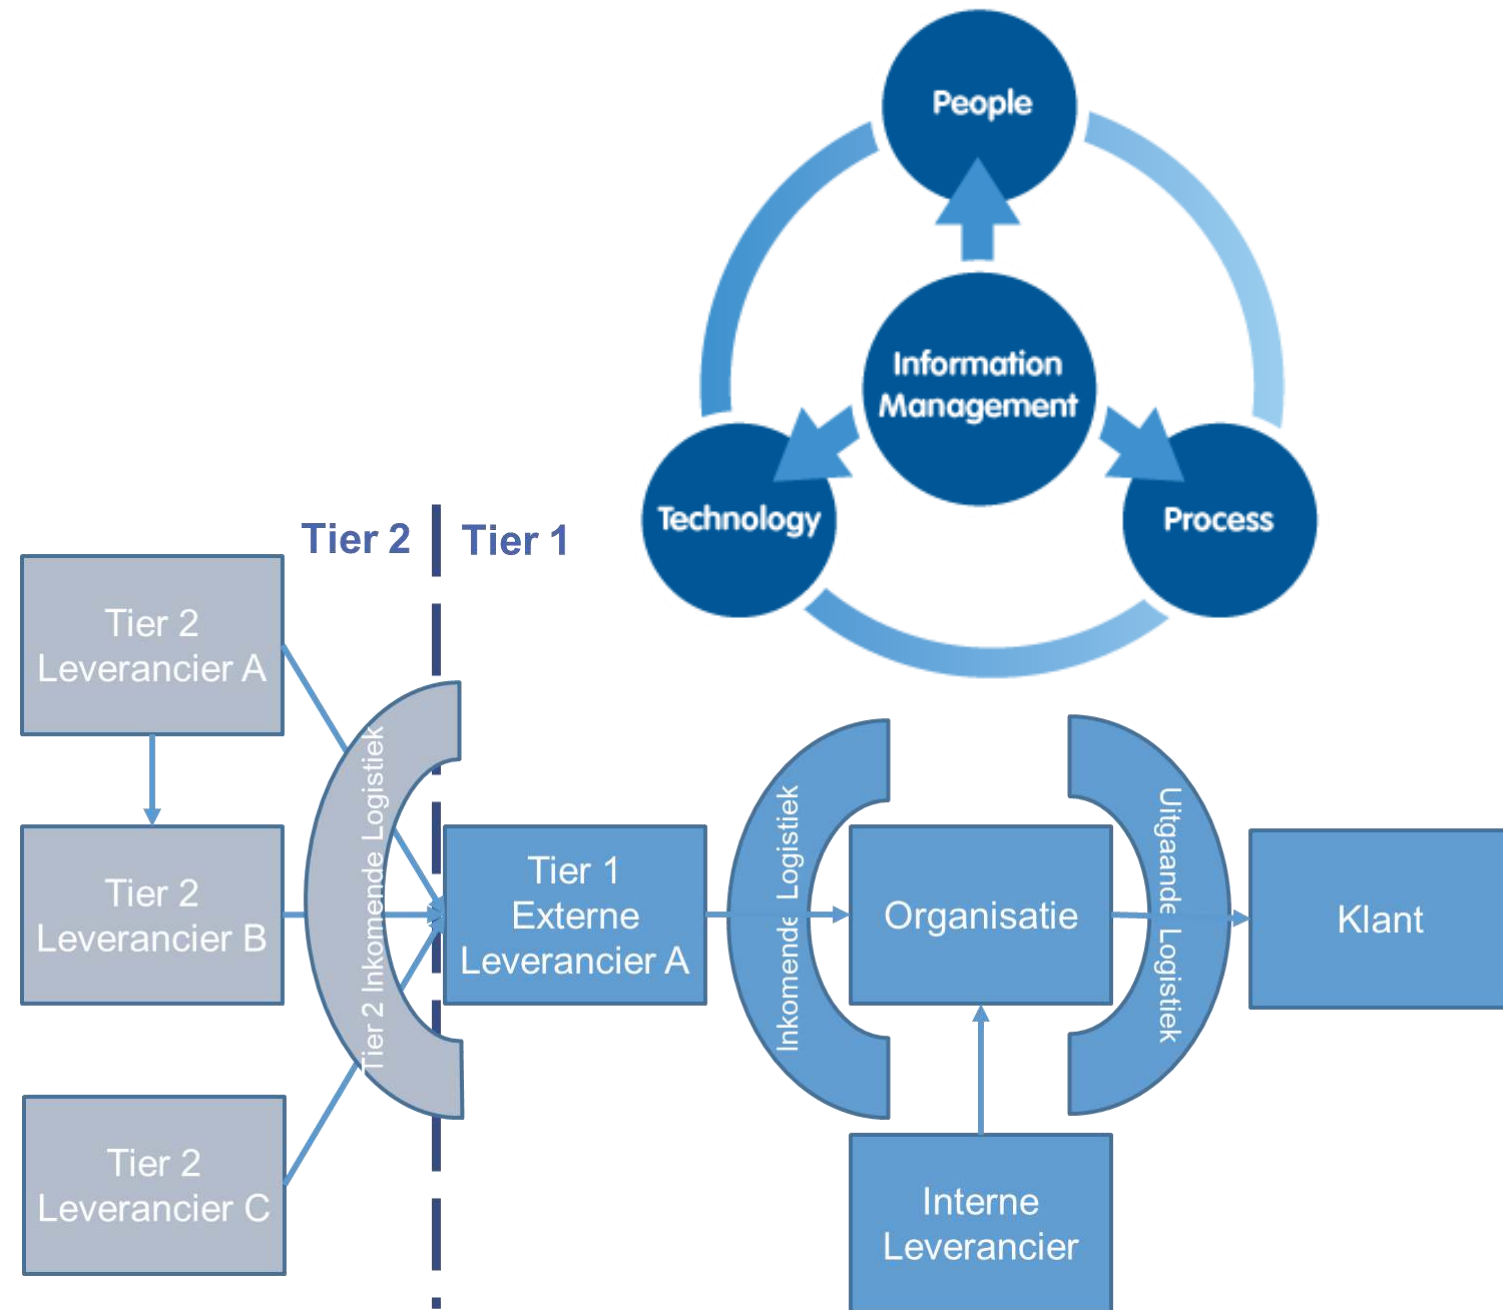 People
Information
Management
Technology
Process
Tier 2
Tier 1
Tier 2
Leverancier A
Tier 2 Inkomende Logistiek
Tier 2
Leverancier B
Tier 1
Externe
Leverancier A
Inkomende Logistiek
Organisatie
Uitgaande Logistiek
Klant
Tier 2
Leverancier C
Interne
Leverancier